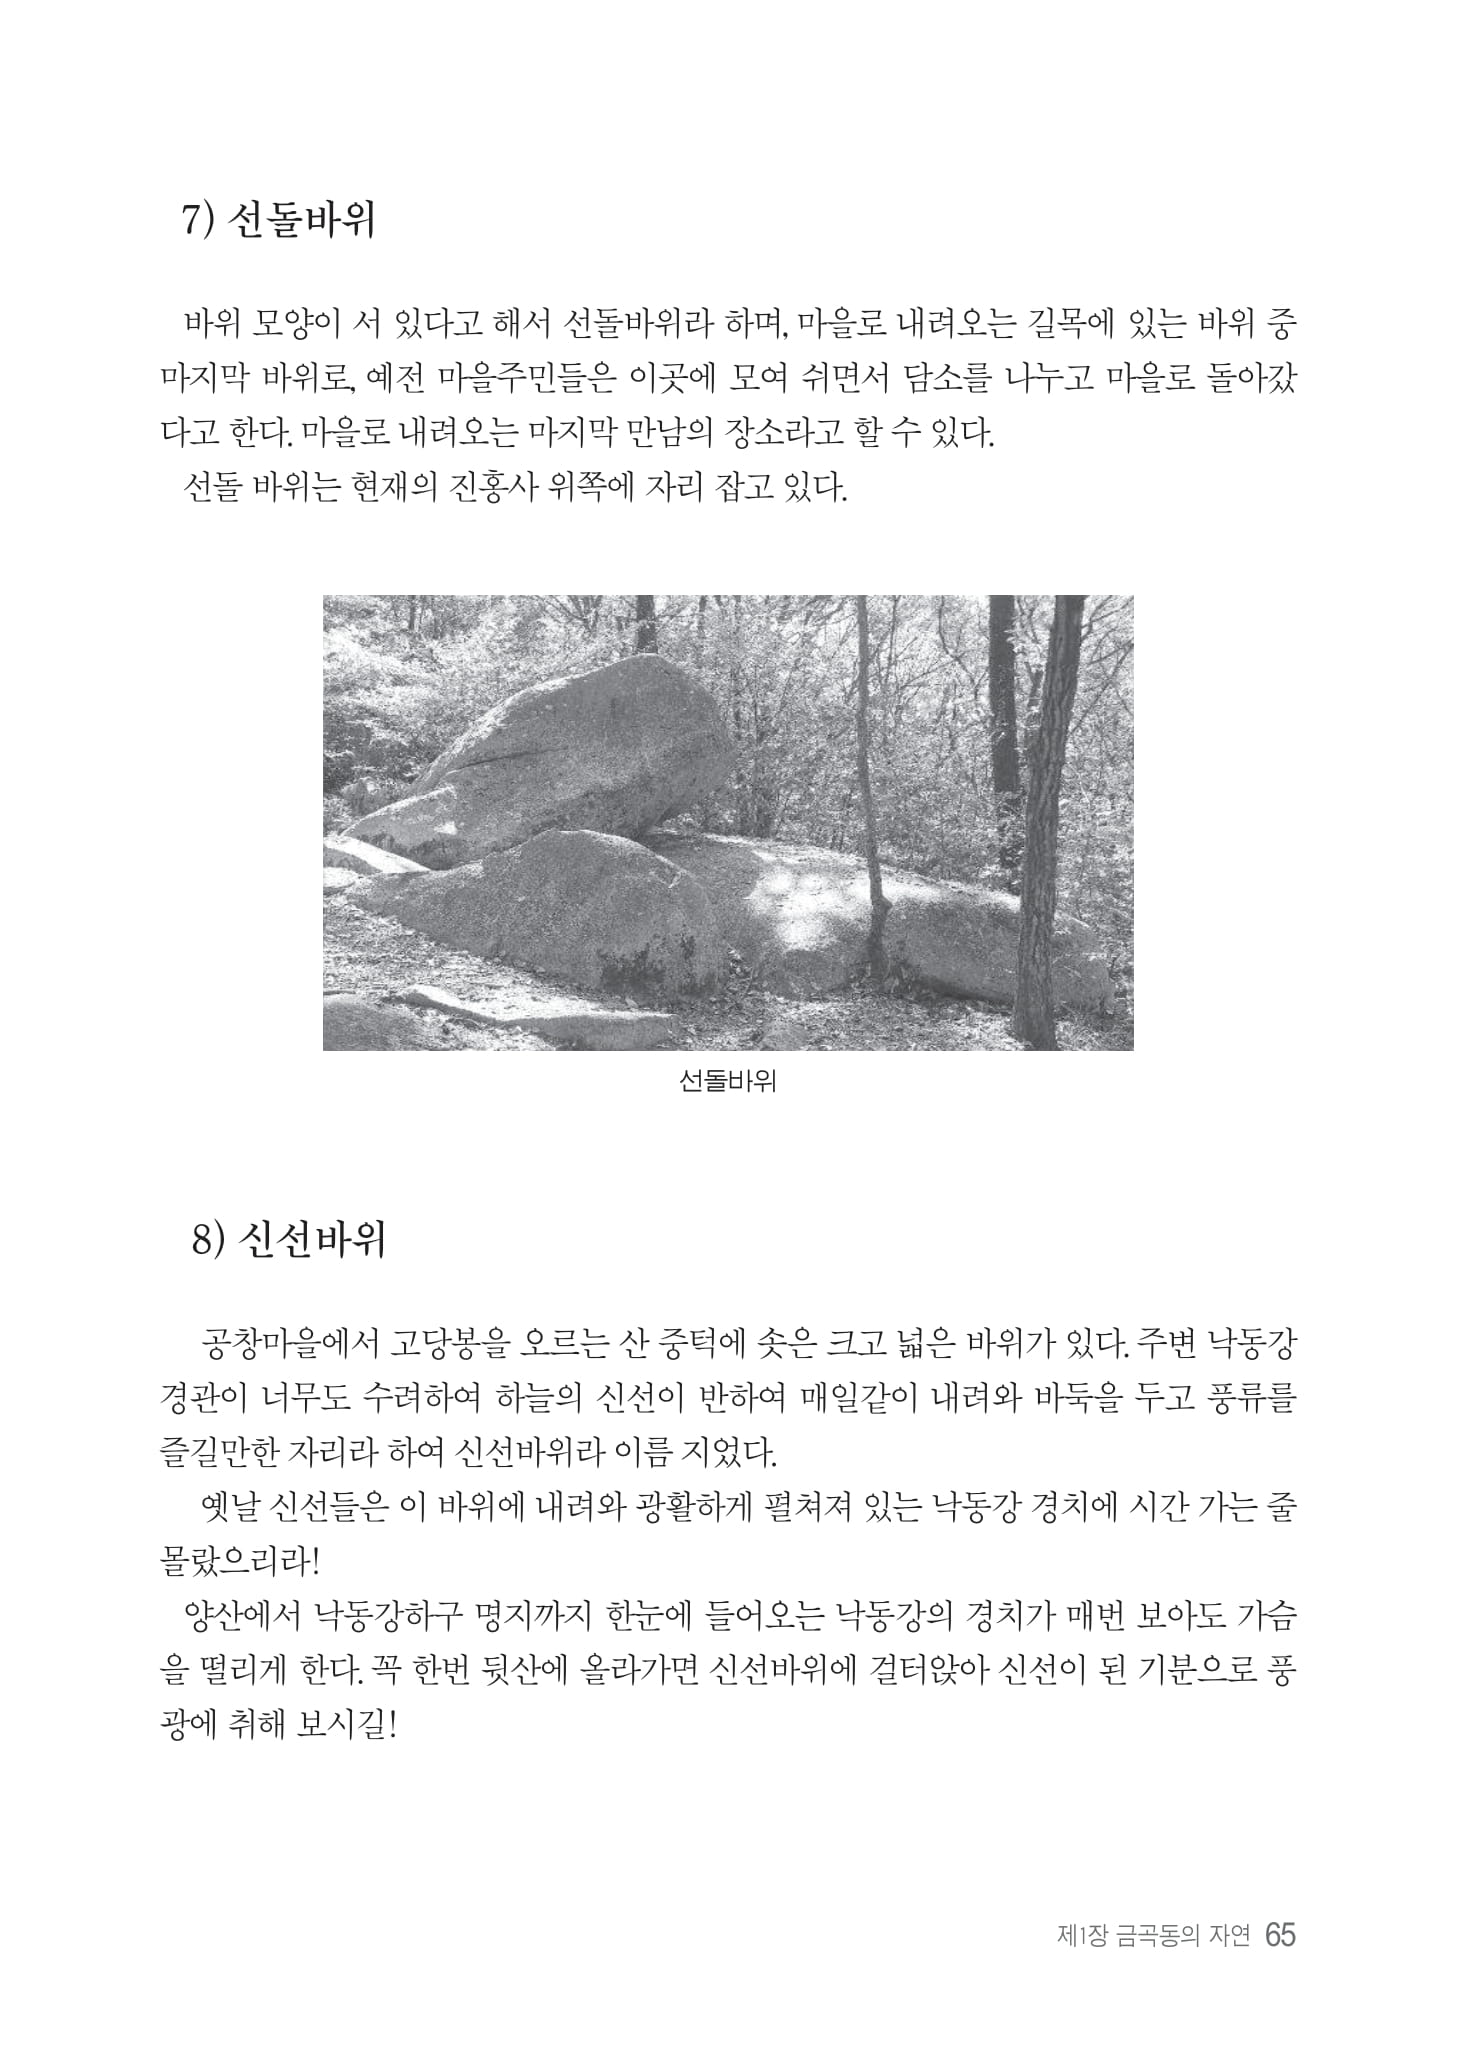 7) 선돌바위
바위 모양이 서 있다고 해서 선돌바위라 하며, 마을로 내려오는 길목에 있는 바위 중
마지막 바위로, 예전 마을주민들은 이곳에 모여 쉬면서 담소를 나누고 마을로 돌아갔
다고 한다. 마을로 내려오는 마지막 만남의 장소라고 할 수 있다.
선돌 바위는 현재의 진홍사 위쪽에 자리 잡고 있다.
선돌바위
8) 신선바위
공창마을에서 고당봉을 오르는 산 중턱에 솟은 크고 넓은 바위가 있다. 주변 낙동강
경관이 너무도 수려하여 하늘의 신선이 반하여 매일같이 내려와 바둑을 두고 풍류를
즐길만한 자리라 하여 신선바위라 이름 지었다.
옛날 신선들은 이 바위에 내려와 광활하게 펼쳐져 있는 낙동강 경치에 시간 가는 줄
몰랐으리라!
양산에서 낙동강하구 명지까지 한눈에 들어오는 낙동강의 경치가 매번 보아도 가슴
을 떨리게 한다. 꼭 한번 뒷산에 올라가면 신선바위에 걸터앉아 신선이 된 기분으로 풍
광에 취해 보시길!
제1장 금곡동의 자연 65